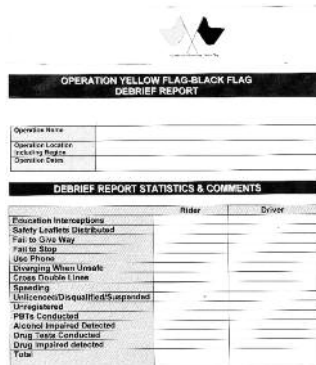 OPERATION YELLOW FLAG-BLACK FLAG
DEBRIEF REPORT
Operation Name
Operation Location
Including Region
Operation Dates
DEBRIEF REPORT STATISTICS & COMMENTS
Rider Driver
Education Interceptions
Safety Leaflets Distributed
Fail to Give Way
Fail to Stop
Use Phone
Diverging When Unsafe
Cross Double Lines
Speeding
Unlicenced/Disqualified/Suspended
Unregistered
PBTs Conducted
Alcohol Impaired Detected
Drug Tests Conducted
Drug Impaired detected
Total